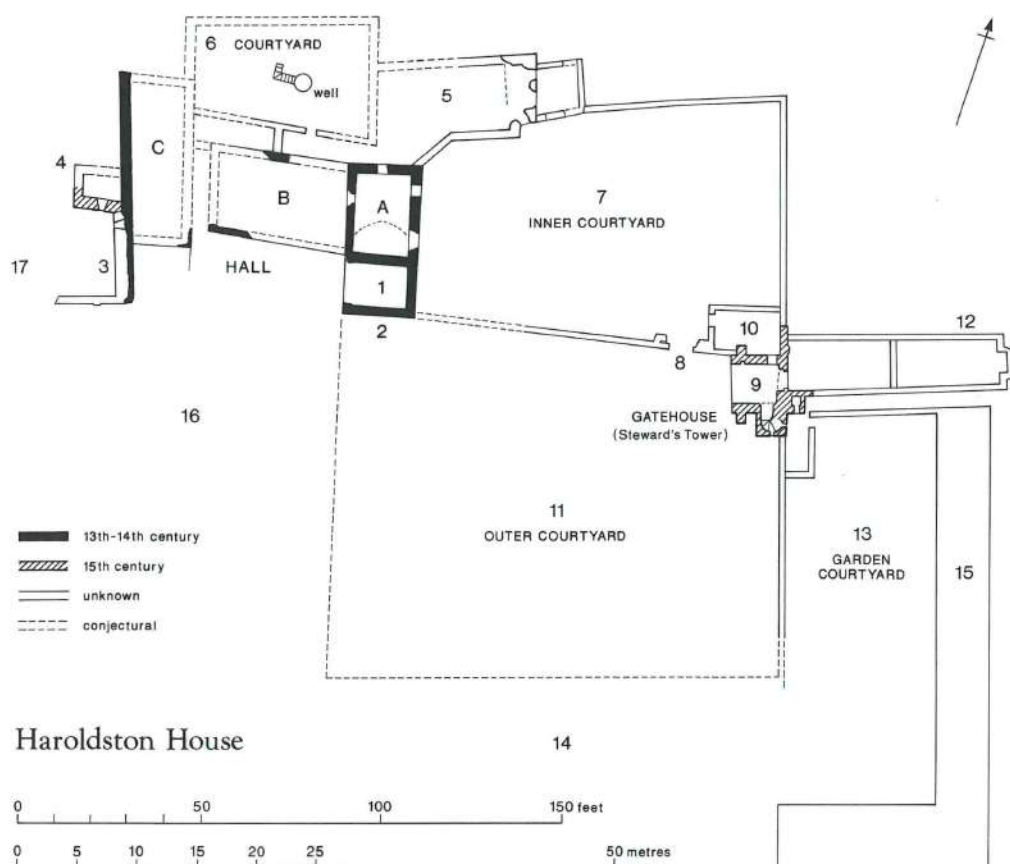 6 COURTYARD
well
5
C
4
B
A
7
INNER COURTYARD
17
3
HALL
1
2
10
12
8
9
16
GATEHOUSE
(Steward's Tower)
11
OUTER COURTYARD
13
GARDEN
COURTYARD
15
13th-14th century
15th century
unknown
conjectural
Haroldston House
14
0 50 100 150 feet
0 5 10 15 20 25 50 metres